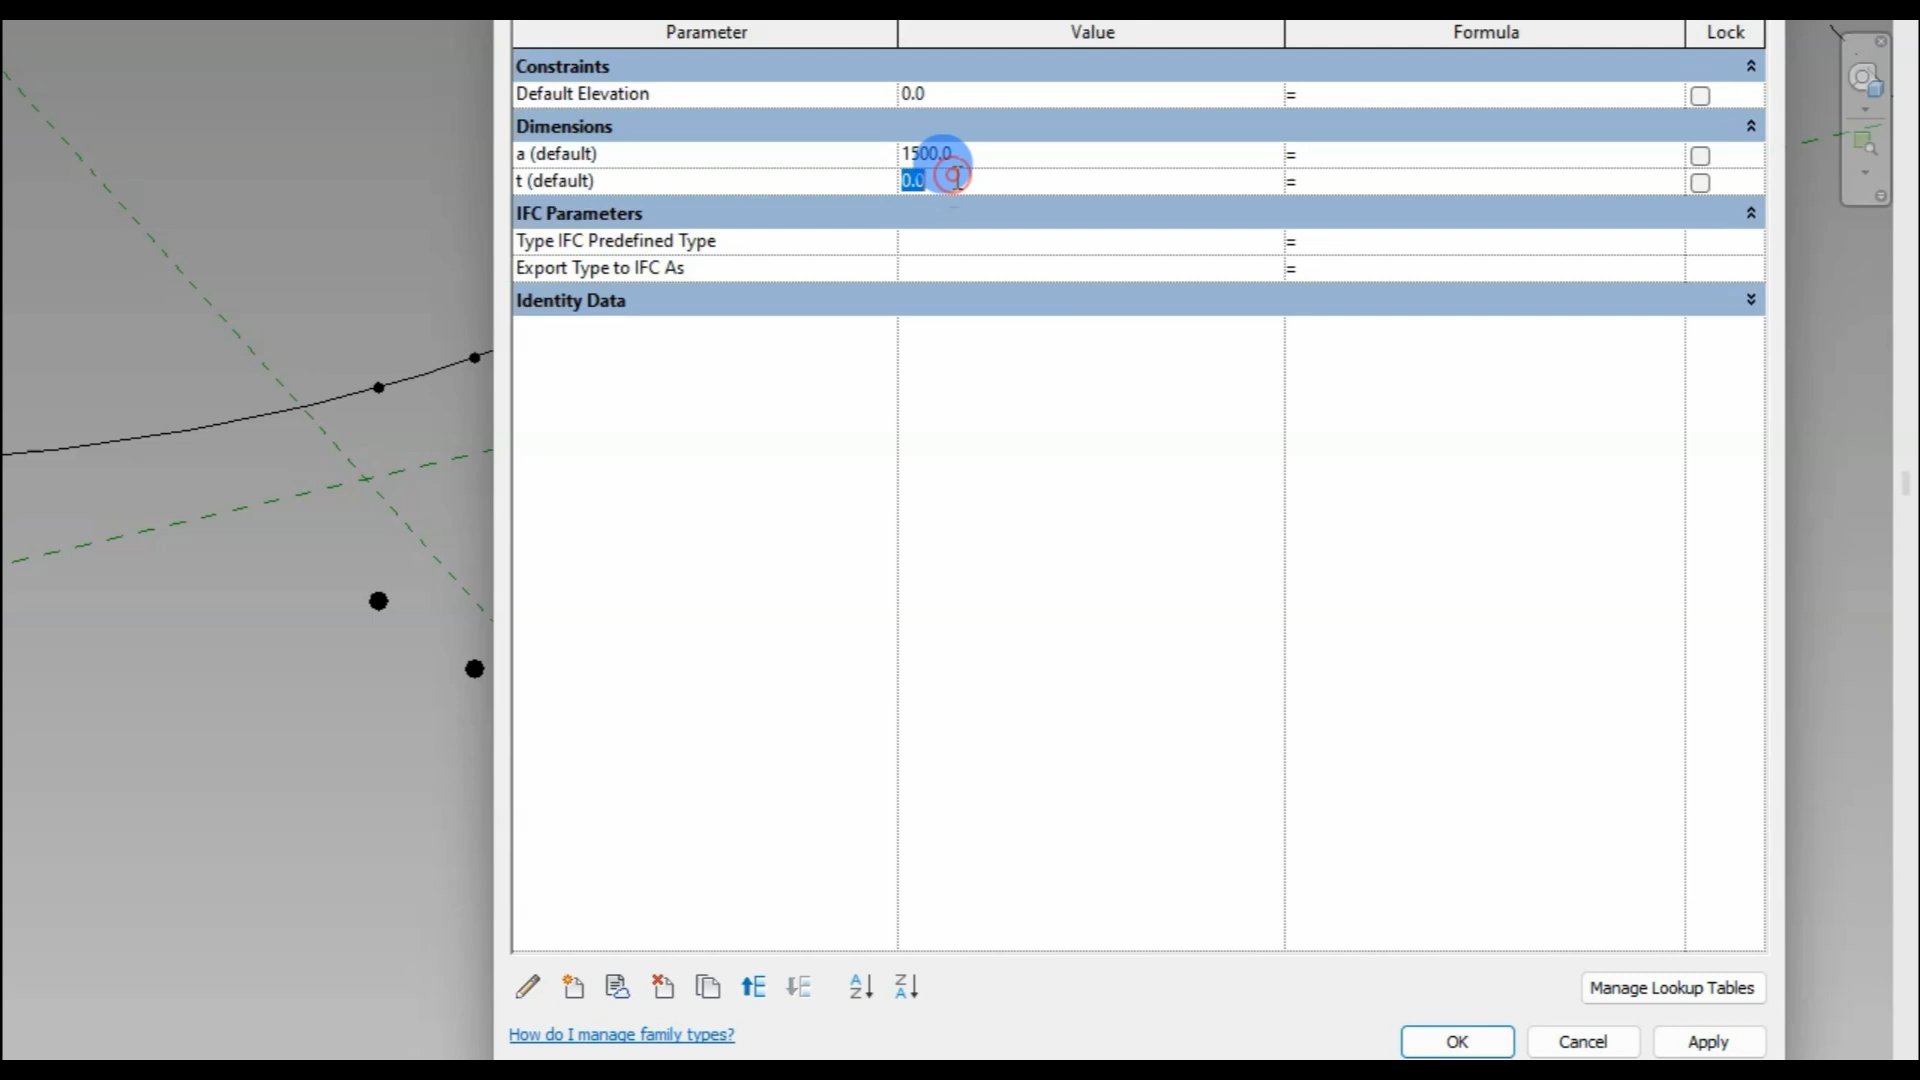 Parameter Value Formula Lock
Constraints
Default Elevation 0.0 =
Dimensions
a (default) 1500.0 =
t (default) 0.0 =
IFC Parameters
Type IFC Predefined Type =
Export Type to IFC As =
Identity Data
Manage Lookup Tables
How do I manage family types?
OK Cancel Apply